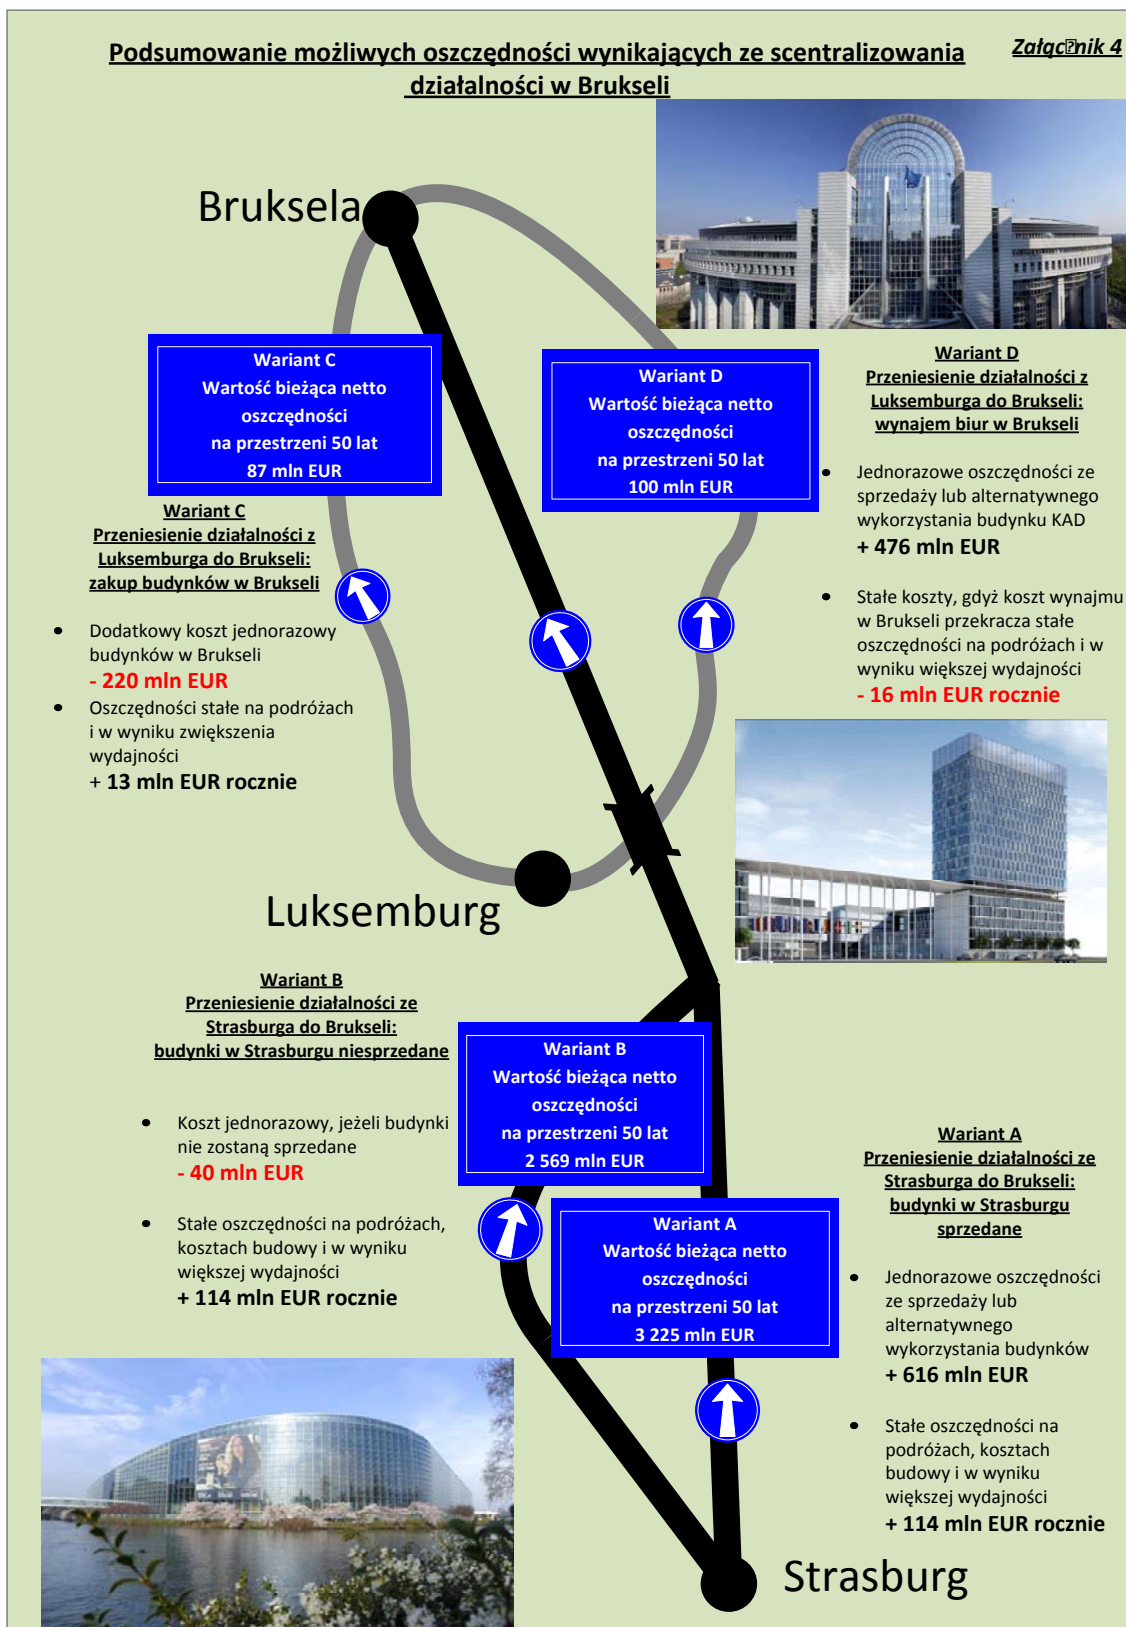 Podsumowanie możliwych oszczędności wynikających ze scentralizowania
działalności w Brukseli
Załącnik 4
Bruksela
Wariant C
Wartość bieżąca netto
oszczędności
na przestrzeni 50 lat
87 mln EUR
Wariant D
Wartość bieżąca netto
oszczędności
na przestrzeni 50 lat
100 mln EUR
Wariant D
Przeniesienie działalności z
Luksemburga do Brukseli:
wynajem biur w Brukseli
• Jednorazowe oszczędności ze
sprzedaży lub alternatywnego
wykorzystania budynku KAD
+ 476 mln EUR
• Stałe koszty, gdyż koszt wynajmu
w Brukseli przekracza stałe
oszczędności na podróżach i w
wyniku większej wydajności
- 16 mln EUR rocznie
Wariant C
Przeniesienie działalności z
Luksemburga do Brukseli:
zakup budynków w Brukseli
• Dodatkowy koszt jednorazowy
budynków w Brukseli
- 220 mln EUR
• Oszczędności stałe na podróżach
i w wyniku zwiększenia
wydajności
+ 13 mln EUR rocznie
Luksemburg
Wariant B
Przeniesienie działalności ze
Strasburga do Brukseli:
budynki w Strasburgu niesprzedane
• Koszt jednorazowy, jeżeli budynki
nie zostaną sprzedane
- 40 mln EUR
• Stałe oszczędności na podróżach,
kosztach budowy i w wyniku
większej wydajności
+ 114 mln EUR rocznie
Wariant B
Wartość bieżąca netto
oszczędności
na przestrzeni 50 lat
2 569 mln EUR
Wariant A
Wartość bieżąca netto
oszczędności
na przestrzeni 50 lat
3 225 mln EUR
Wariant A
Przeniesienie działalności ze
Strasburga do Brukseli:
budynki w Strasburgu
sprzedane
• Jednorazowe oszczędności
ze sprzedaży lub
alternatywnego
wykorzystania budynków
+ 616 mln EUR
• Stałe oszczędności na
podróżach, kosztach
budowy i w wyniku
większej wydajności
+ 114 mln EUR rocznie
Strasburg